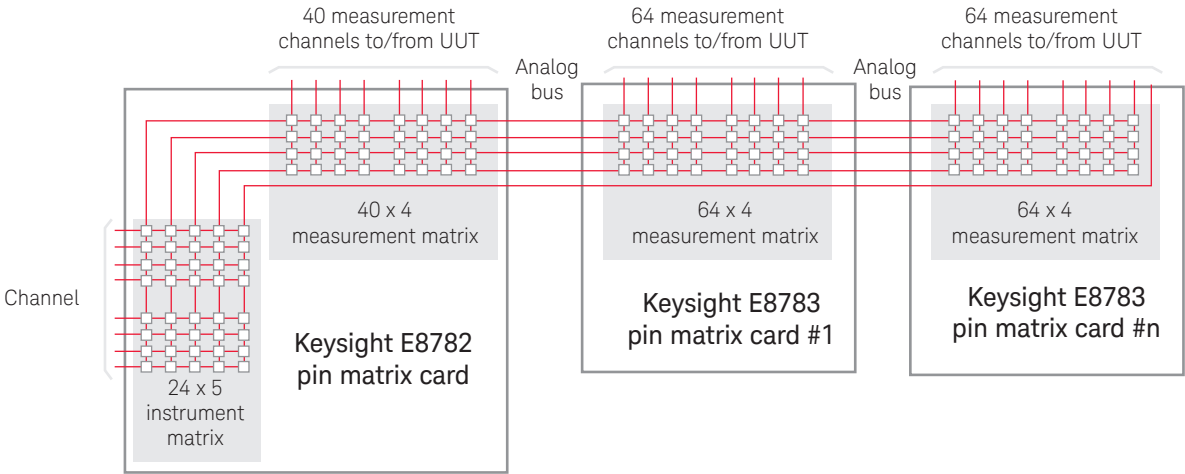 40 measurement
channels to/from UUT
Analog
bus
64 measurement
channels to/from UUT
Analog
bus
64 measurement
channels to/from UUT
40 x 4
measurement matrix
64 x 4
measurement matrix
64 x 4
measurement matrix
Channel
Keysight E8782
pin matrix card
Keysight E8783
pin matrix card #1
Keysight E8783
pin matrix card #n
24 x 5
instrument
matrix